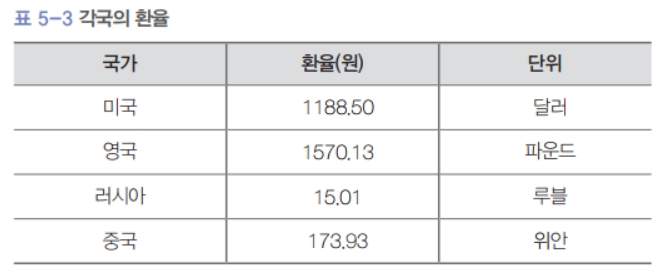 표 5-3 각국의 환율
국가 환율(원) 단위
미국 1188.50 달러
영국 1570.13 파운드
러시아 15.01 루블
중국 173.93 위안